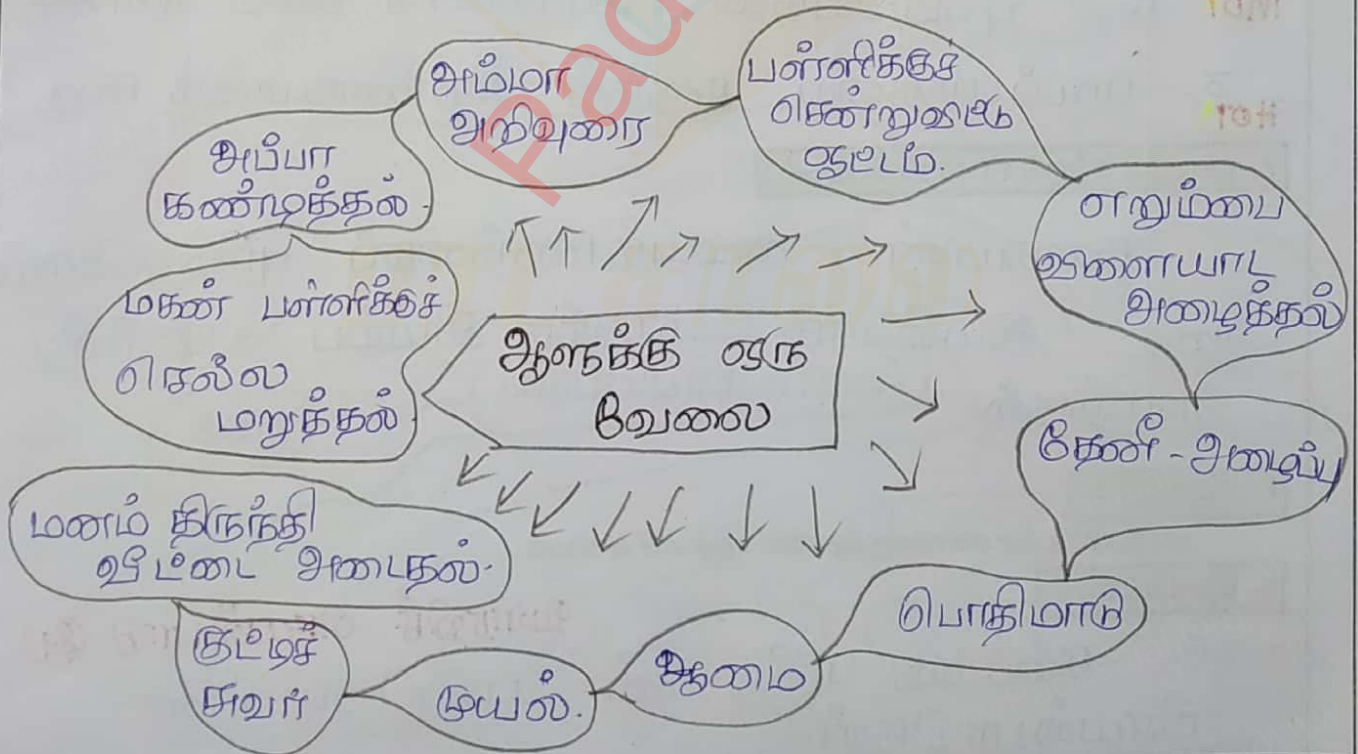 ஆளுக்கு ஒரு
வேலை
மகன் பள்ளிக்குச்
செல்ல
மறுத்தல்
அப்பா
கண்டித்தல்.
அம்மா
அறிவுரை
பள்ளிக்குச்
சென்றுவிட்டு
ஓட்டம்.
எறும்பை
விளையாட
அழைத்தல்
தேனீ - அழைப்பு
பொதிமாடு
ஆமை
முயல்.
குட்டிச்
சுவர்
மனம் திருந்தி
வீட்டை அடைதல்.
Pad